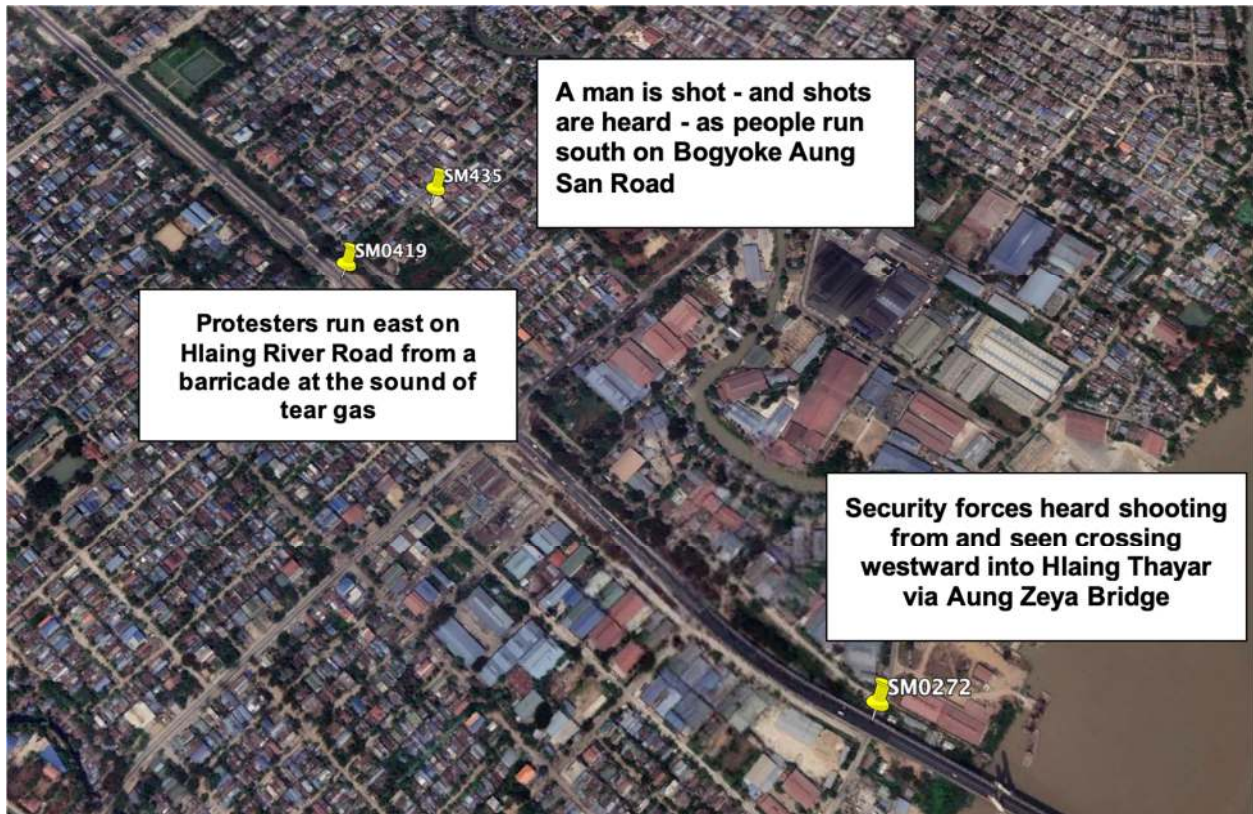 A man is shot - and shots
are heard - as people run
south on Bogyoke Aung
San Road
SM435
SM0419
Protesters run east on
Hlaing River Road from a
barricade at the sound of
tear gas
Security forces heard shooting
from and seen crossing
westward into Hlaing Thayar
via Aung Zeya Bridge
SM0272